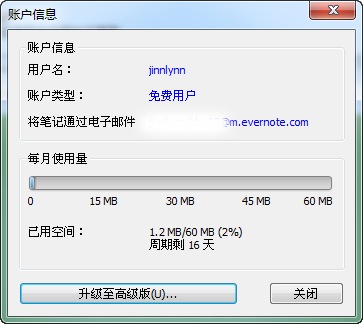 账户信息
账户信息
用户名： jinnlynn
账户类型： 免费用户
将笔记通过电子邮件 @m.evernote.com
每月使用量
0 15 MB 30 MB 45 MB 60 MB
已用空间： 1.2 MB/60 MB (2%)
周期剩 16 天
升级至高级版(U)... 关闭